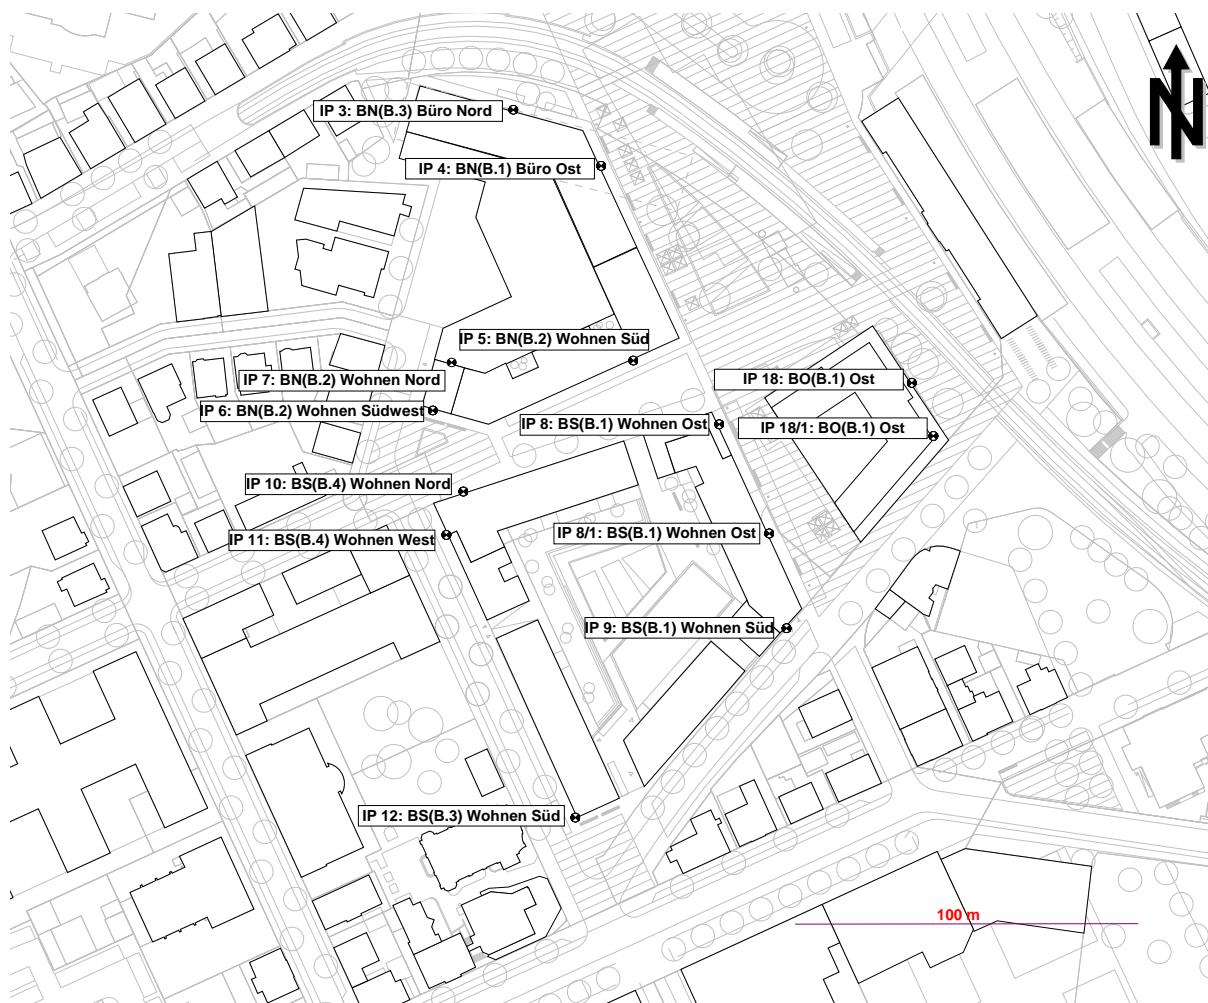 IP 3: BN(B.3) Büro Nord
IP 4: BN(B.1) Büro Ost
IP 5: BN(B.2) Wohnen Süd
IP 7: BN(B.2) Wohnen Nord
IP 18: BO(B.1) Ost
IP 6: BN(B.2) Wohnen Südwest
IP 8: BS(B.1) Wohnen Ost
IP 18/1: BO(B.1) Ost
IP 10: BS(B.4) Wohnen Nord
IP 11: BS(B.4) Wohnen West
IP 8/1: BS(B.1) Wohnen Ost
IP 9: BS(B.1) Wohnen Süd
IP 12: BS(B.3) Wohnen Süd
100 m
N